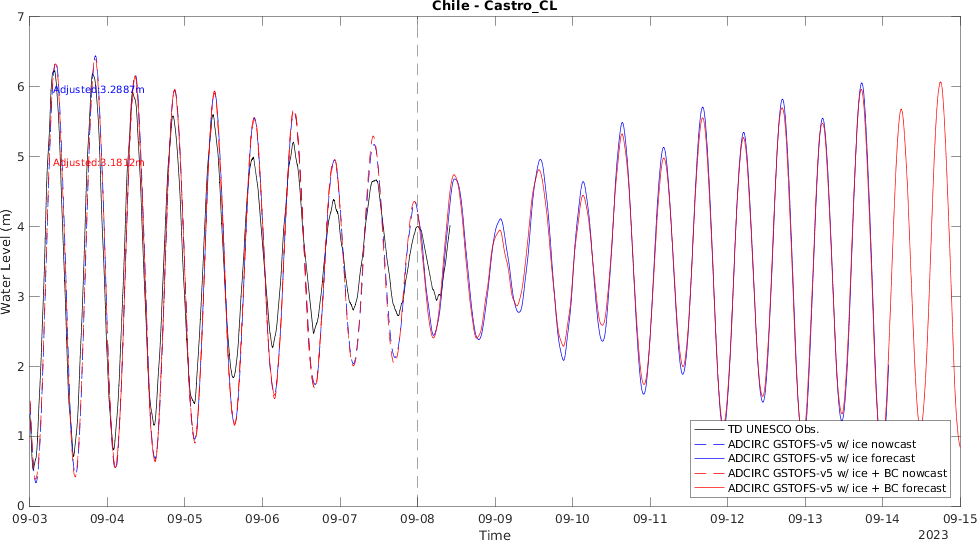 Chile - Castro_CL
7
6
5
4
3
2
1
0
Water Level (m)
Adjusted:3.2887m
Adjusted:3.1812m
TD UNESCO Obs.
ADCIRC GSTOFS-v5 w/ ice nowcast
ADCIRC GSTOFS-v5 w/ ice forecast
ADCIRC GSTOFS-v5 w/ ice + BC nowcast
ADCIRC GSTOFS-v5 w/ ice + BC forecast
09-03 09-04 09-05 09-06 09-07 09-08 09-09 09-10 09-11 09-12 09-13 09-14 09-15
Time
2023